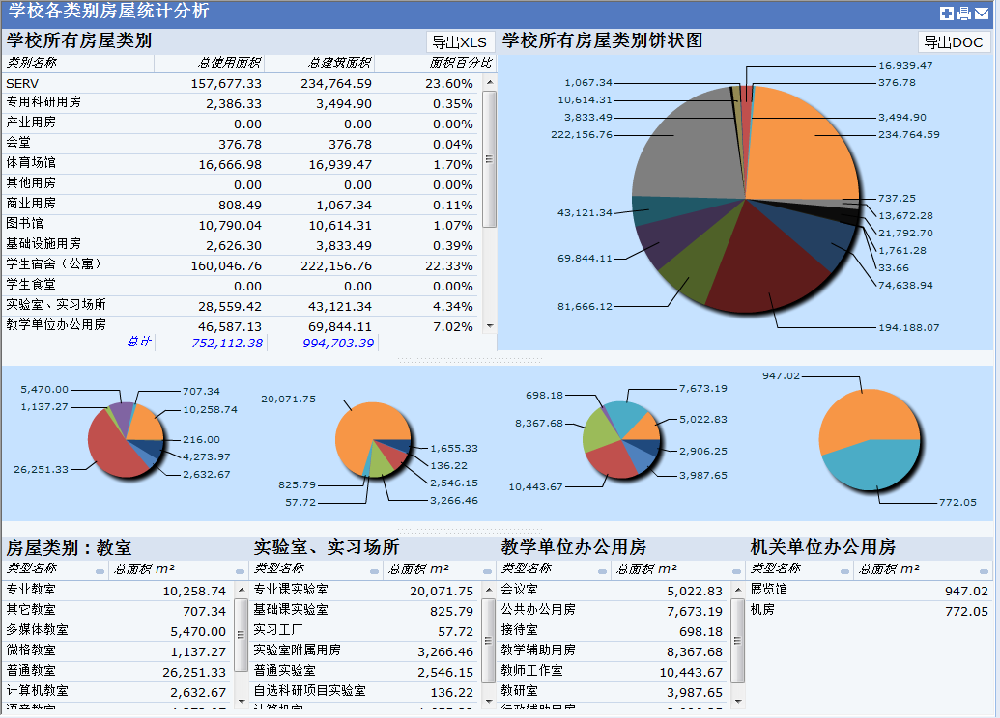 学校各类别房屋统计分析
学校所有房屋类别 导出XLS
类别名称 总使用面积 总建筑面积 面积百分比
SERV 157,677.33 234,764.59 23.60%
专用科研用房 2,386.33 3,494.90 0.35%
产业用房 0.00 0.00 0.00%
会堂 376.78 376.78 0.04%
体育场馆 16,666.98 16,939.47 1.70%
其他用房 0.00 0.00 0.00%
商业用房 808.49 1,067.34 0.11%
图书馆 10,790.04 10,614.31 1.07%
基础设施用房 2,626.30 3,833.49 0.39%
学生宿舍（公寓） 160,046.76 222,156.76 22.33%
学生食堂 0.00 0.00 0.00%
实验室、实习场所 28,559.42 43,121.34 4.34%
教学单位办公用房 46,587.13 69,844.11 7.02%
总计 752,112.38 994,703.39
学校所有房屋类别饼状图 导出DOC
16,939.47
1,067.34 376.78
10,614.31
3,833.49 3,494.90
222,156.76 234,764.59
737.25
43,121.34 13,672.28
21,792.70
69,844.11 1,761.28
33.66
74,638.94
81,666.12
194,188.07
5,470.00 707.34
1,137.27 10,258.74
216.00
4,273.97
26,251.33 2,632.67
20,071.75
1,655.33
136.22
825.79 2,546.15
57.72 3,266.46
698.18 7,673.19
8,367.68 5,022.83
2,906.25
3,987.65
10,443.67
947.02
772.05
房屋类别：教室
类型名称 总面积 m²
专业教室 10,258.74
其它教室 707.34
多媒体教室 5,470.00
微格教室 1,137.27
普通教室 26,251.33
计算机教室 2,632.67
语音教室 4,273.97
实验室、实习场所
类型名称 总面积 m²
专业课实验室 20,071.75
基础课实验室 825.79
实习工厂 57.72
实验室附属用房 3,266.46
普通实验室 2,546.15
自选科研项目实验室 136.22
计算机室 1,655.33
教学单位办公用房
类型名称 总面积 m²
会议室 5,022.83
公共办公用房 7,673.19
接待室 698.18
教学辅助用房 8,367.68
教师工作室 10,443.67
教研室 3,987.65
行政辅助用房 2,906.25
机关单位办公用房
类型名称 总面积 m²
展览馆 947.02
机房 772.05